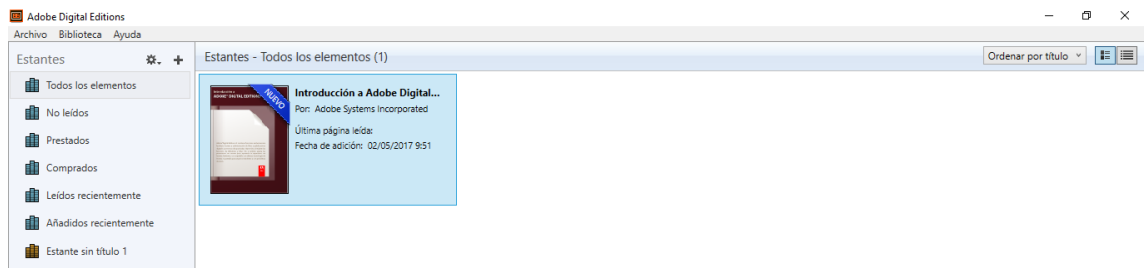 Adobe Digital Editions
Archivo Biblioteca Ayuda
Estantes
Estantes - Todos los elementos (1)
Ordenar por título
Todos los elementos
No leídos
Prestados
Comprados
Leídos recientemente
Añadidos recientemente
Estante sin título 1
NUEVO
Introducción a Adobe Digital...
Por: Adobe Systems Incorporated
Última página leída:
Fecha de adición: 02/05/2017 9:51